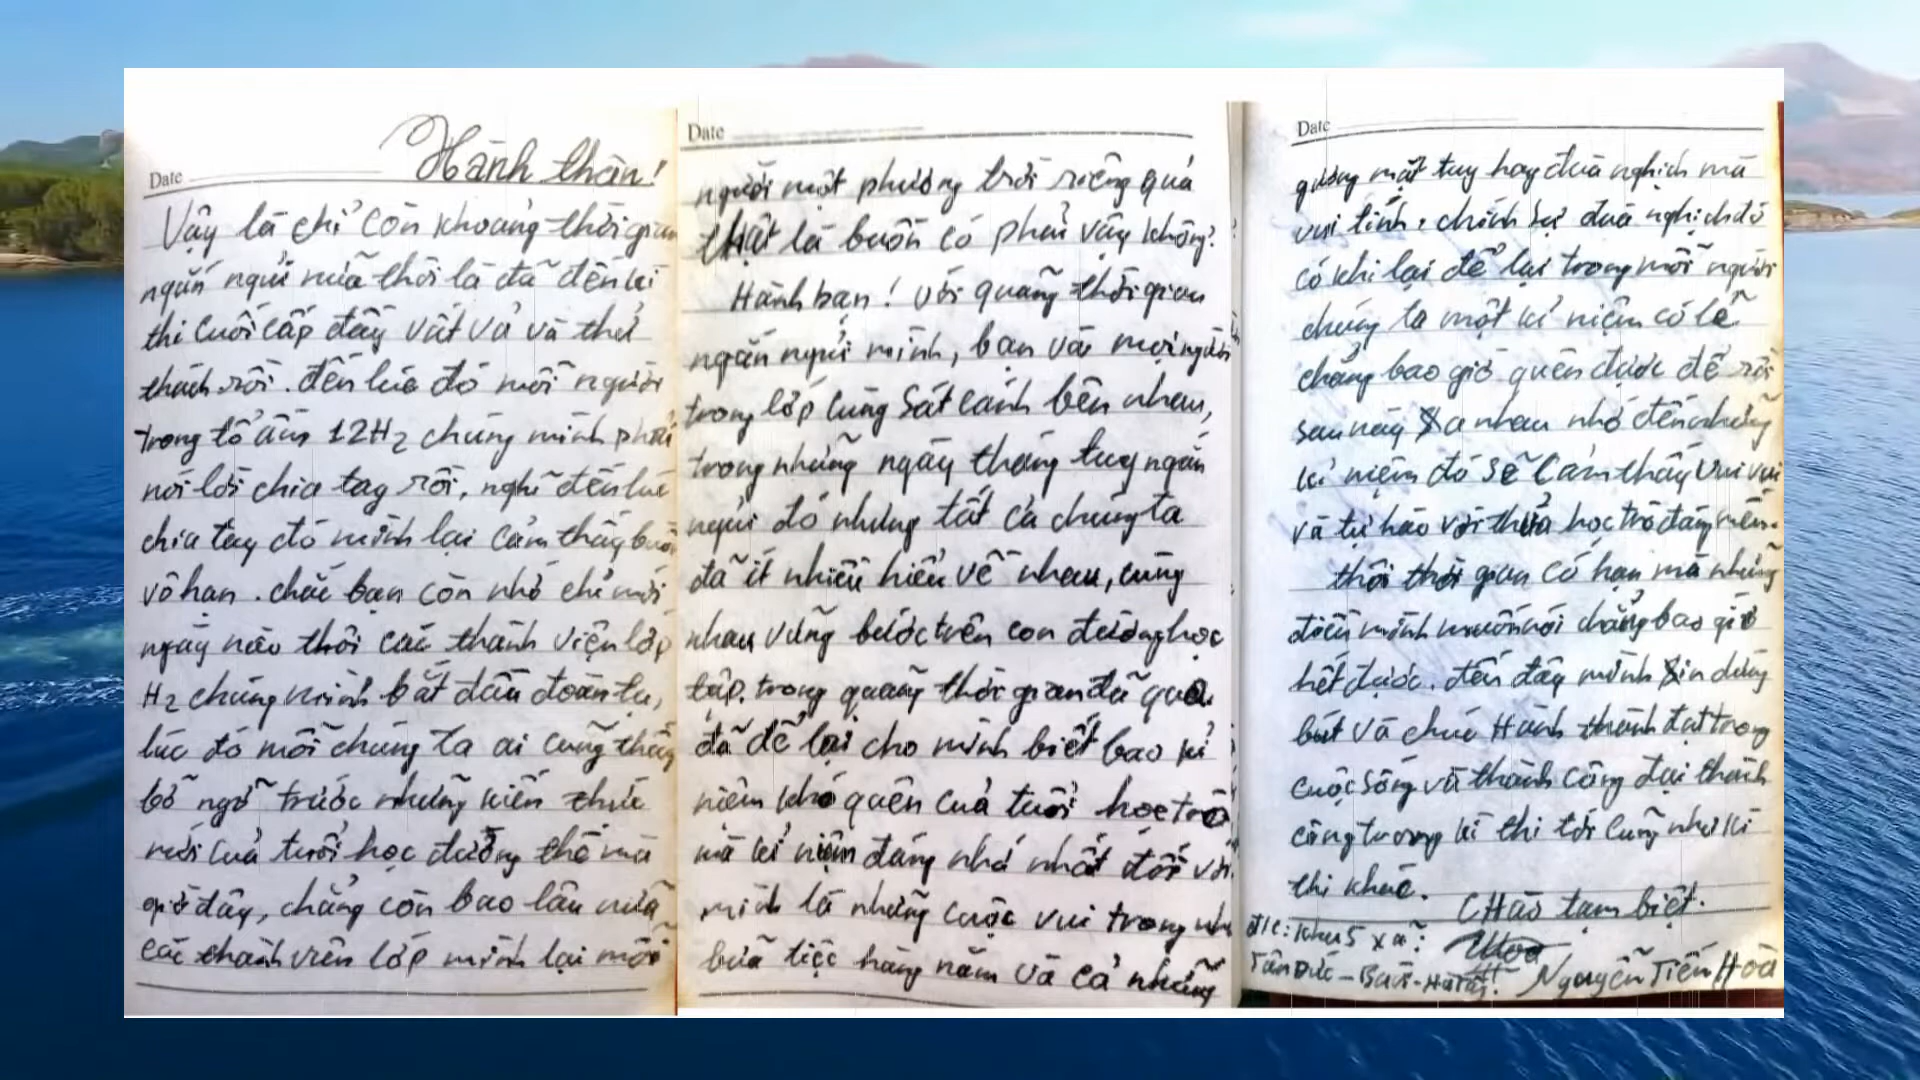 Date
Hành thân!
Vậy là chỉ còn khoảng thời gian
ngắn ngủi nữa thôi là đã đến kì
thi cuối cấp đầy vất vả và thử
thách rồi. đến lúc đó mỗi người
trong tổ ấm 12H2 chúng mình phải
nói lời chia tay rồi, nghĩ đến lúc
chia tay đó mình lại cảm thấy buồn
vô hạn. chắc bạn còn nhớ chỉ mới
ngày nào thôi các thành viên lớp
H2 chúng mình bắt đầu đoàn tụ,
lúc đó mỗi chúng ta ai cũng thấy
bỡ ngỡ trước những kiến thức
mới của tuổi học đường thế mà
giờ đây, chẳng còn bao lâu nữa
các thành viên lớp mình lại mỗi
Date
người một phương trời riêng quả
thật là buồn có phải vậy không?
Hành bạn! với quãng thời gian
ngắn ngủi mình, bạn và mọi người
trong lớp cùng sát cánh bên nhau,
trong những ngày tháng tuy ngắn
ngủi đó nhưng tất cả chúng ta
đã ít nhiều hiểu về nhau, cùng
nhau vững bước trên con đường học
tập. trong quãng thời gian đã qua
đã để lại cho mình biết bao kỉ
niệm khó quên của tuổi học trò
mà kỉ niệm đáng nhớ nhất đối với
mình là những cuộc vui trong
bữa tiệc hàng năm và cả những
Date
gương mặt tuy hay đùa nghịch mà
vui tính, chính sự đùa nghịch đó
có khi lại để lại trong mỗi người
chúng ta một kỉ niệm có lẽ
chẳng bao giờ quên được để rồi
sau này xa nhau nhớ đến những
kỉ niệm đó sẽ cảm thấy vui vui
và tự hào với thủa học trò đáng mến.
thôi thời gian có hạn mà những
điều mình muốn nói chẳng bao giờ
hết được. đến đây mình xin dừng
bút và chúc Hành thành đạt trong
cuộc sống và thành công đại thành
công trong kì thi tới cũng như kì
thi khác.
Chào tạm biệt.
Đ/c: Khu 5 xã:
Hoà
Tản Đức - Ba Vì - Hà Tây!
Nguyễn Tiến Hoà